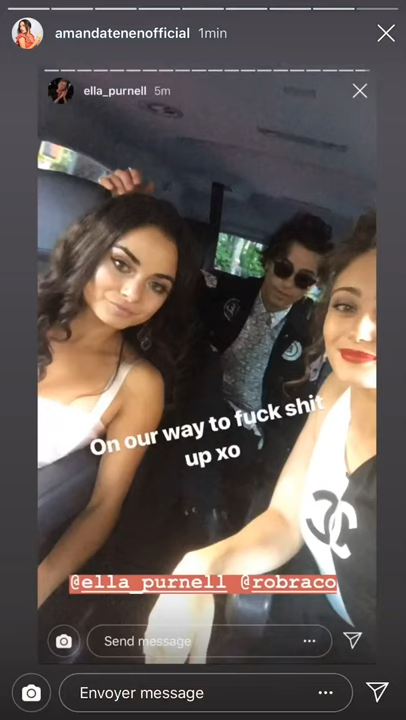 amandatenenofficial 1min
ella_purnell 5m
On our way to fuck shit
up xo
@ella_purnell @robraco
Send message
Envoyer message